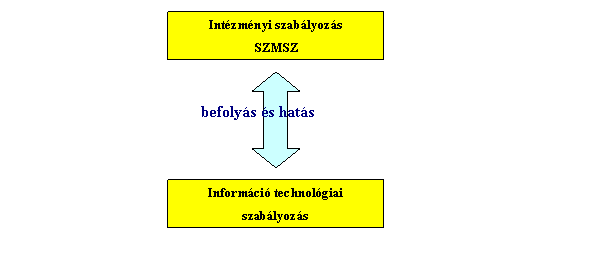 Intézményi szabályozás
SZMSZ
befolyás és hatás
Információ technológiai
szabályozás